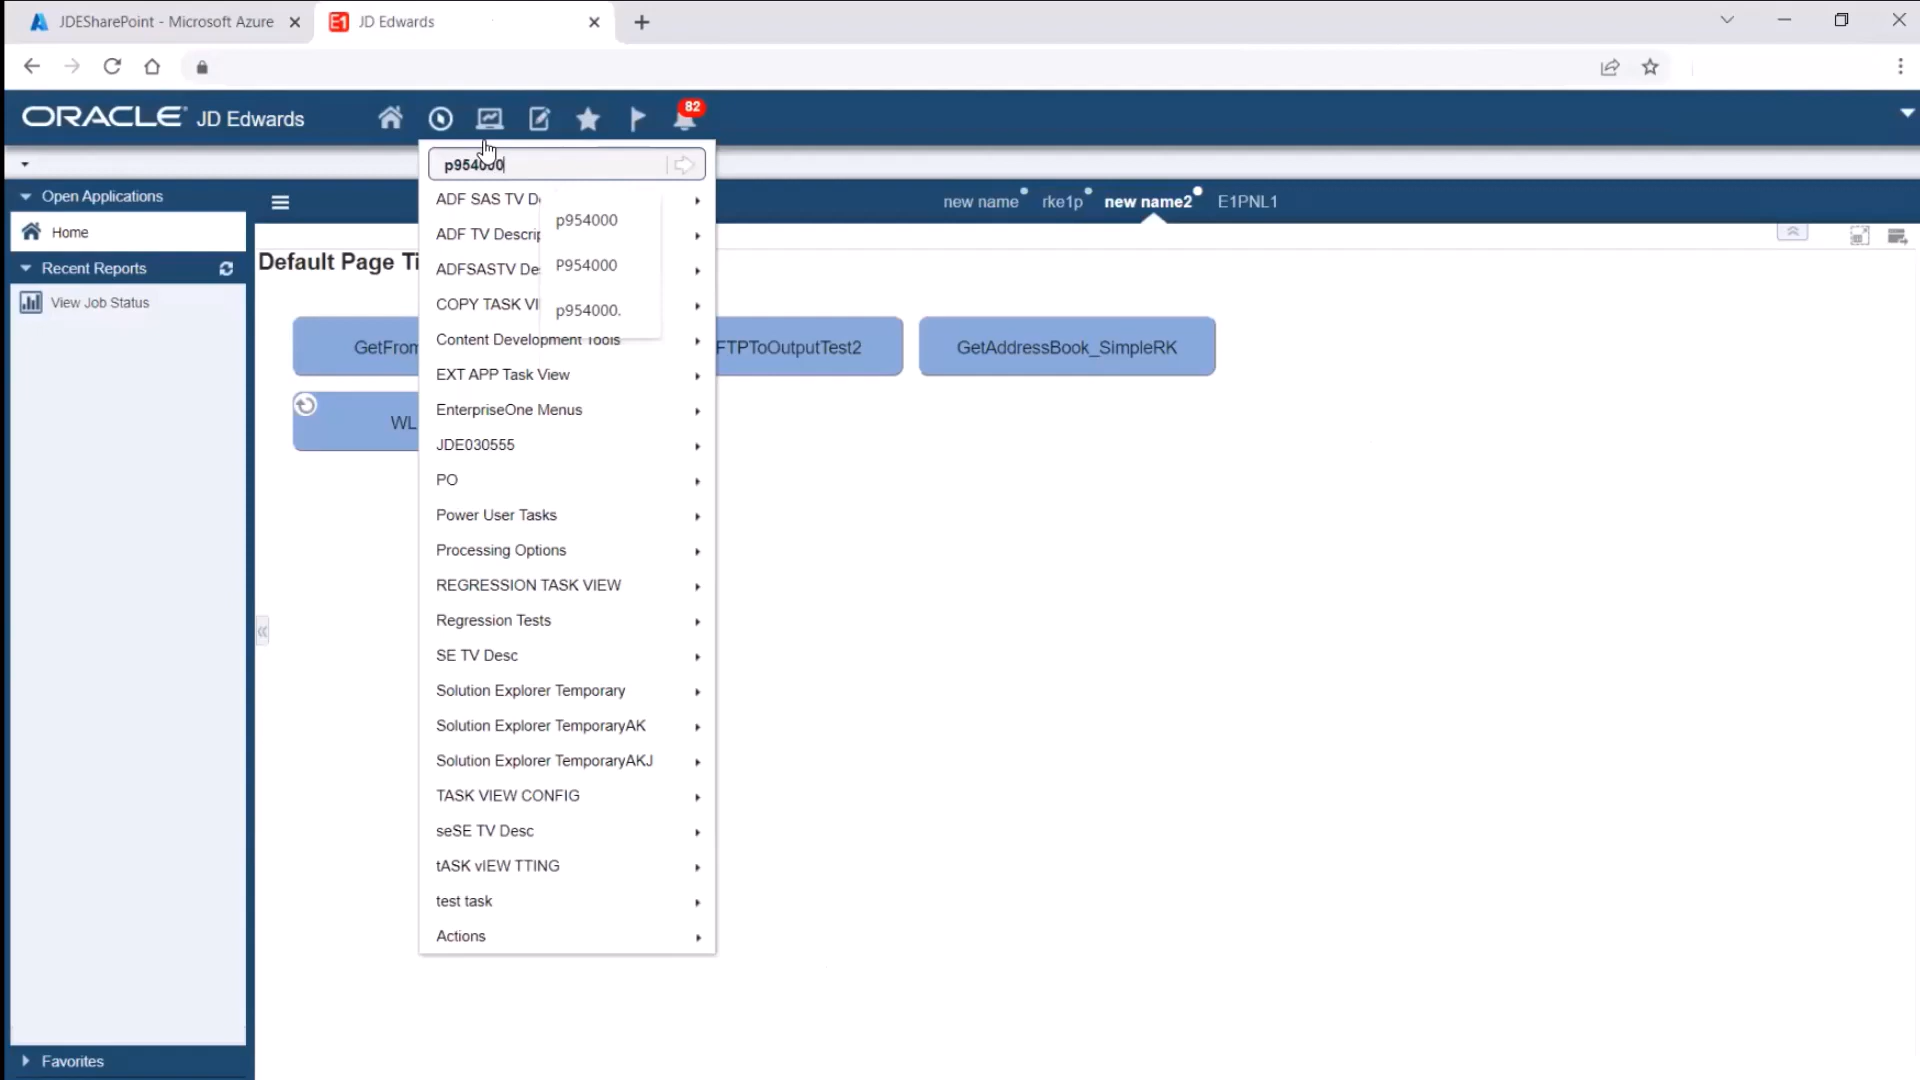 JDESharePoint - Microsoft Azure
JD Edwards
ORACLE JD Edwards
82
p954000
Open Applications
Home
Recent Reports
View Job Status
Favorites
new name
rke1p
new name2
E1PNL1
Default Page Ti
GetFrom
FTPToOutputTest2
GetAddressBook_SimpleRK
WL
ADF SAS TV De
ADF TV Descrip
ADFSASTV Des
COPY TASK VI
Content Development Tools
EXT APP Task View
EnterpriseOne Menus
JDE030555
PO
Power User Tasks
Processing Options
REGRESSION TASK VIEW
Regression Tests
SE TV Desc
Solution Explorer Temporary
Solution Explorer TemporaryAK
Solution Explorer TemporaryAKJ
TASK VIEW CONFIG
seSE TV Desc
tASK vIEW TTING
test task
Actions
p954000
P954000
p954000.